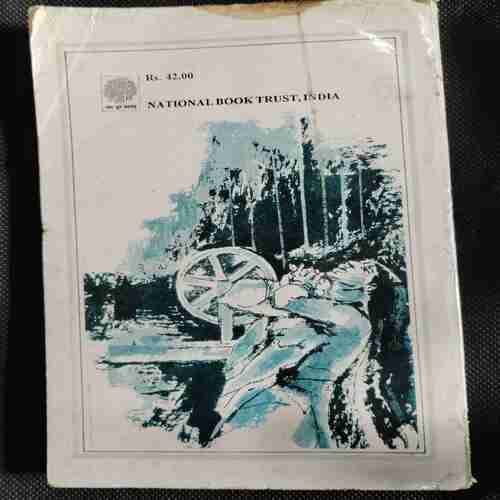 Rs. 42.00
NATIONAL BOOK TRUST, INDIA